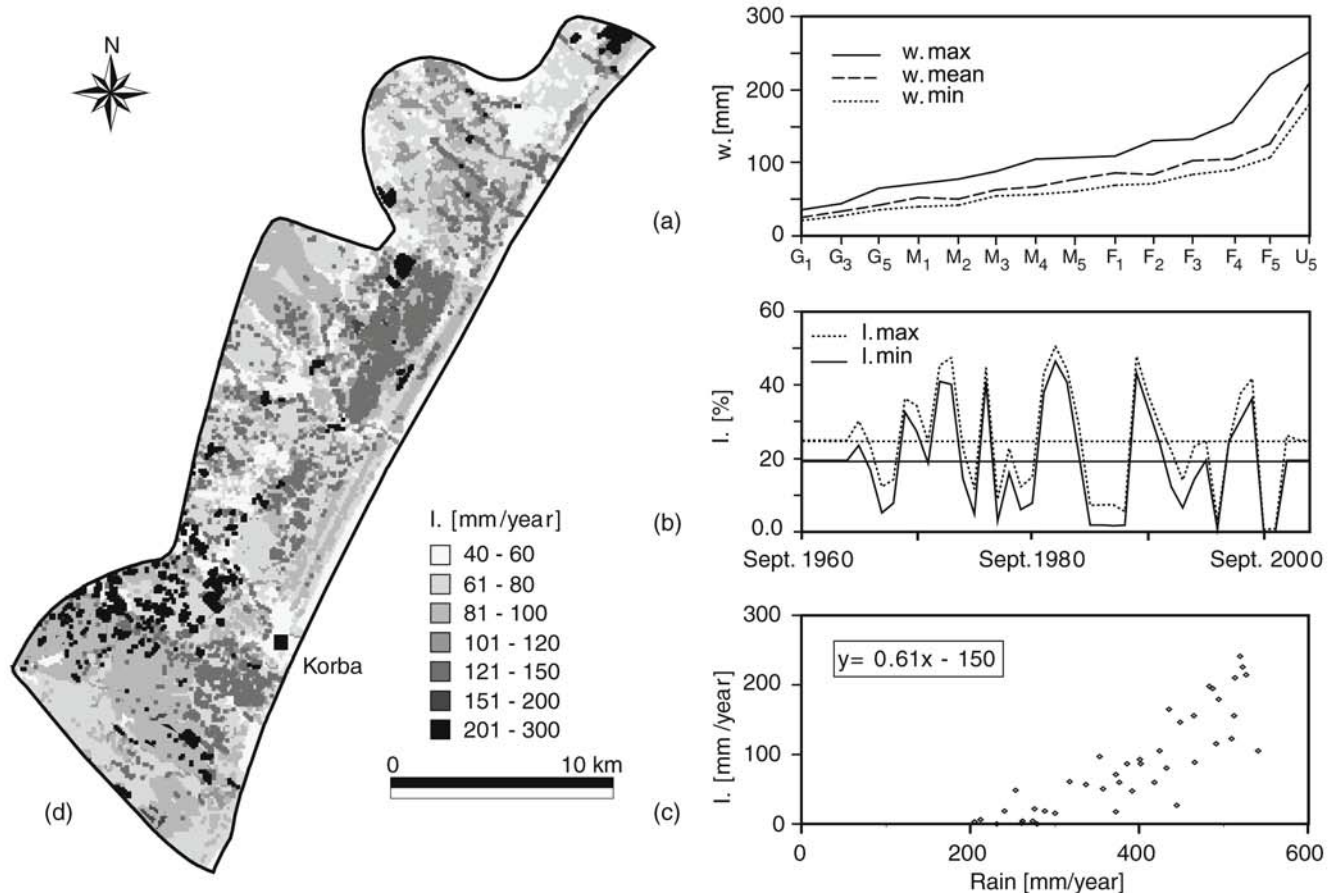 N
Korba
I. [mm/year]
40 - 60
61 - 80
81 - 100
101 - 120
121 - 150
151 - 200
201 - 300
0 10 km
(d)
(a)
w. [mm]
300
200
100
0
w. max
w. mean
w. min
G1 G3 G5 M1 M2 M3 M4 M5 F1 F2 F3 F4 F5 U5
(b)
I. [%]
60
40
20
0.0
I. max
I. min
Sept. 1960 Sept. 1980 Sept. 2000
(c)
I. [mm/year]
300
200
100
0
y= 0.61x - 150
0 200 400 600
Rain [mm/year]